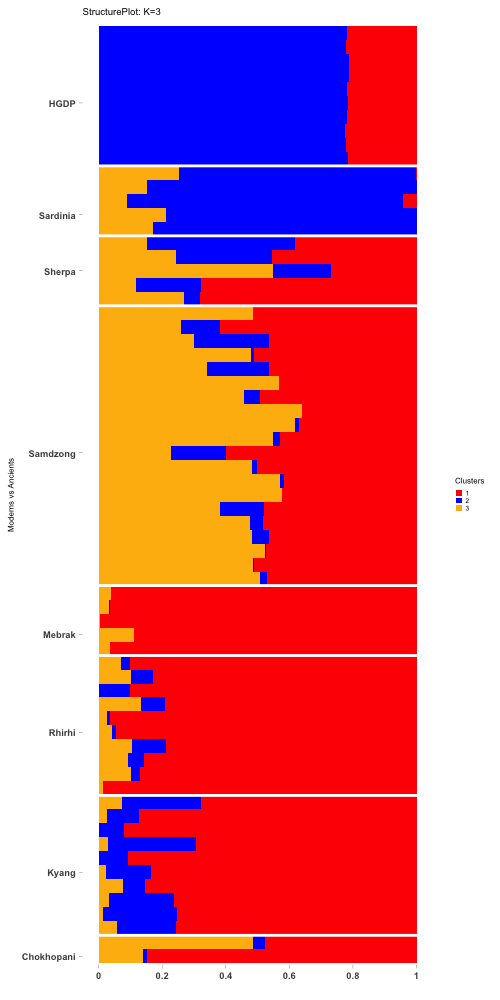 StructurePlot: K=3
HGDP
Sardinia
Sherpa
Samdzong
Mebrak
Rhirhi
Kyang
Chokhopani
Moderns vs Ancients
0 0.2 0.4 0.6 0.8 1
Clusters
1
2
3